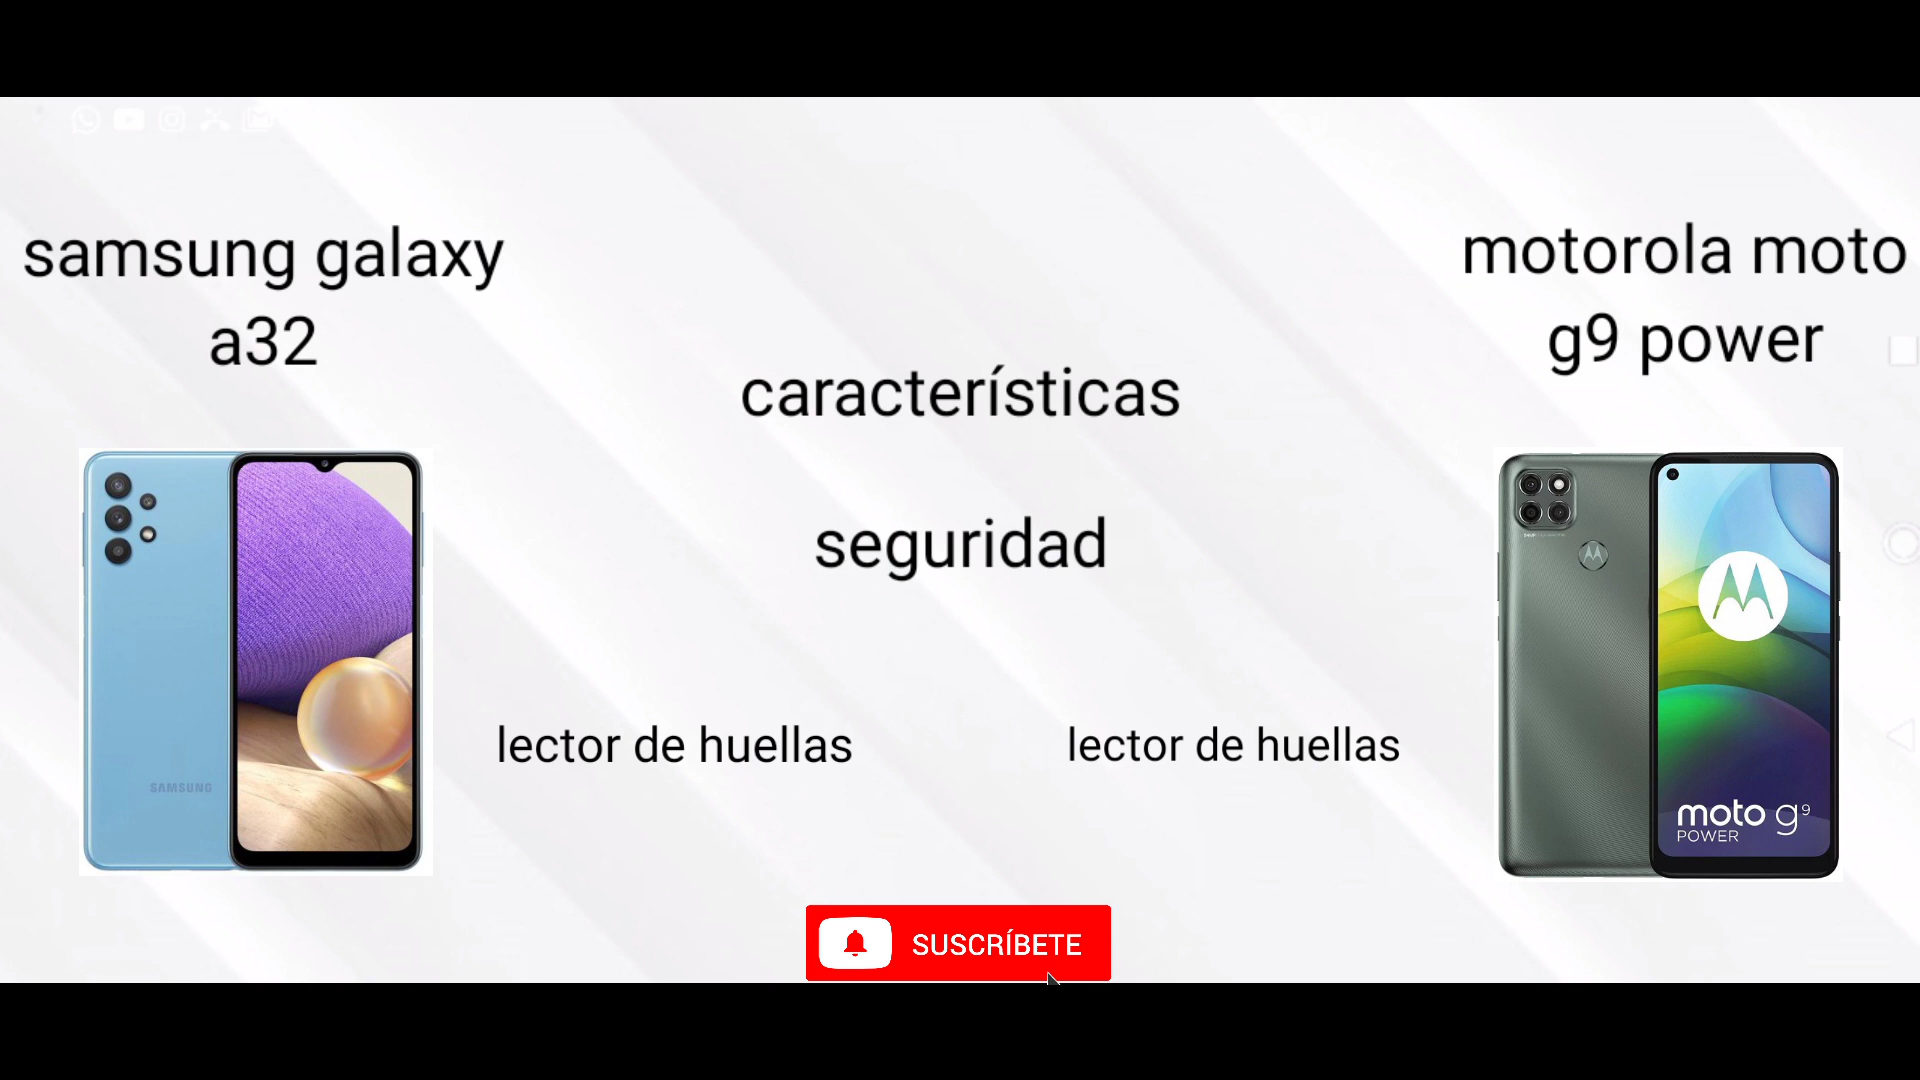 samsung galaxy
a32
motorola moto
g9 power
características
seguridad
lector de huellas
lector de huellas
SAMSUNG
moto g9
POWER
SUSCRÍBETE